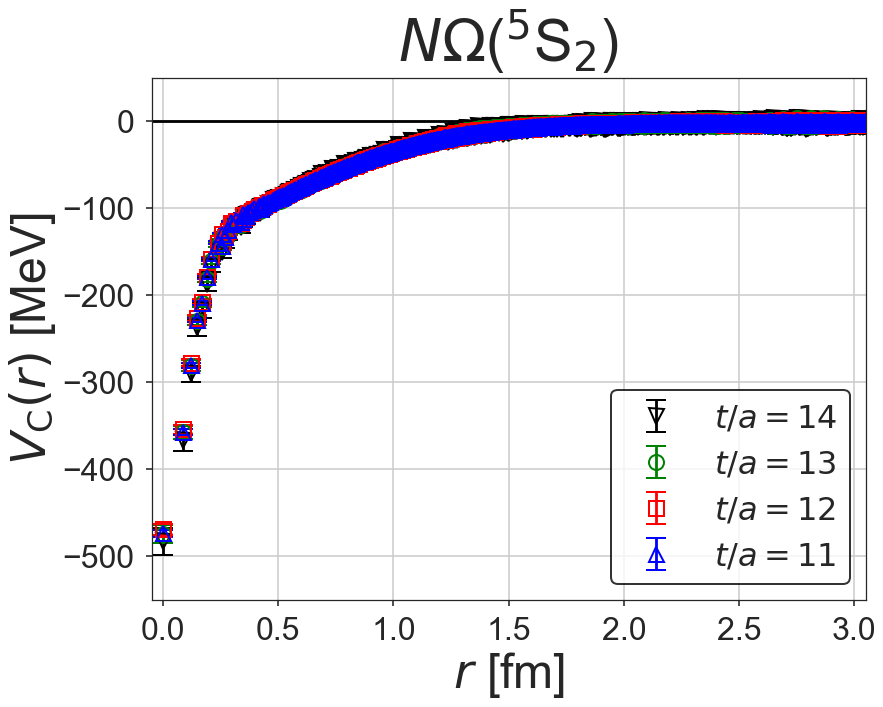 NΩ(⁵S₂)
V_C(r) [MeV]
0
−100
−200
−300
−400
−500
t/a = 14
t/a = 13
t/a = 12
t/a = 11
0.0 0.5 1.0 1.5 2.0 2.5 3.0
r [fm]